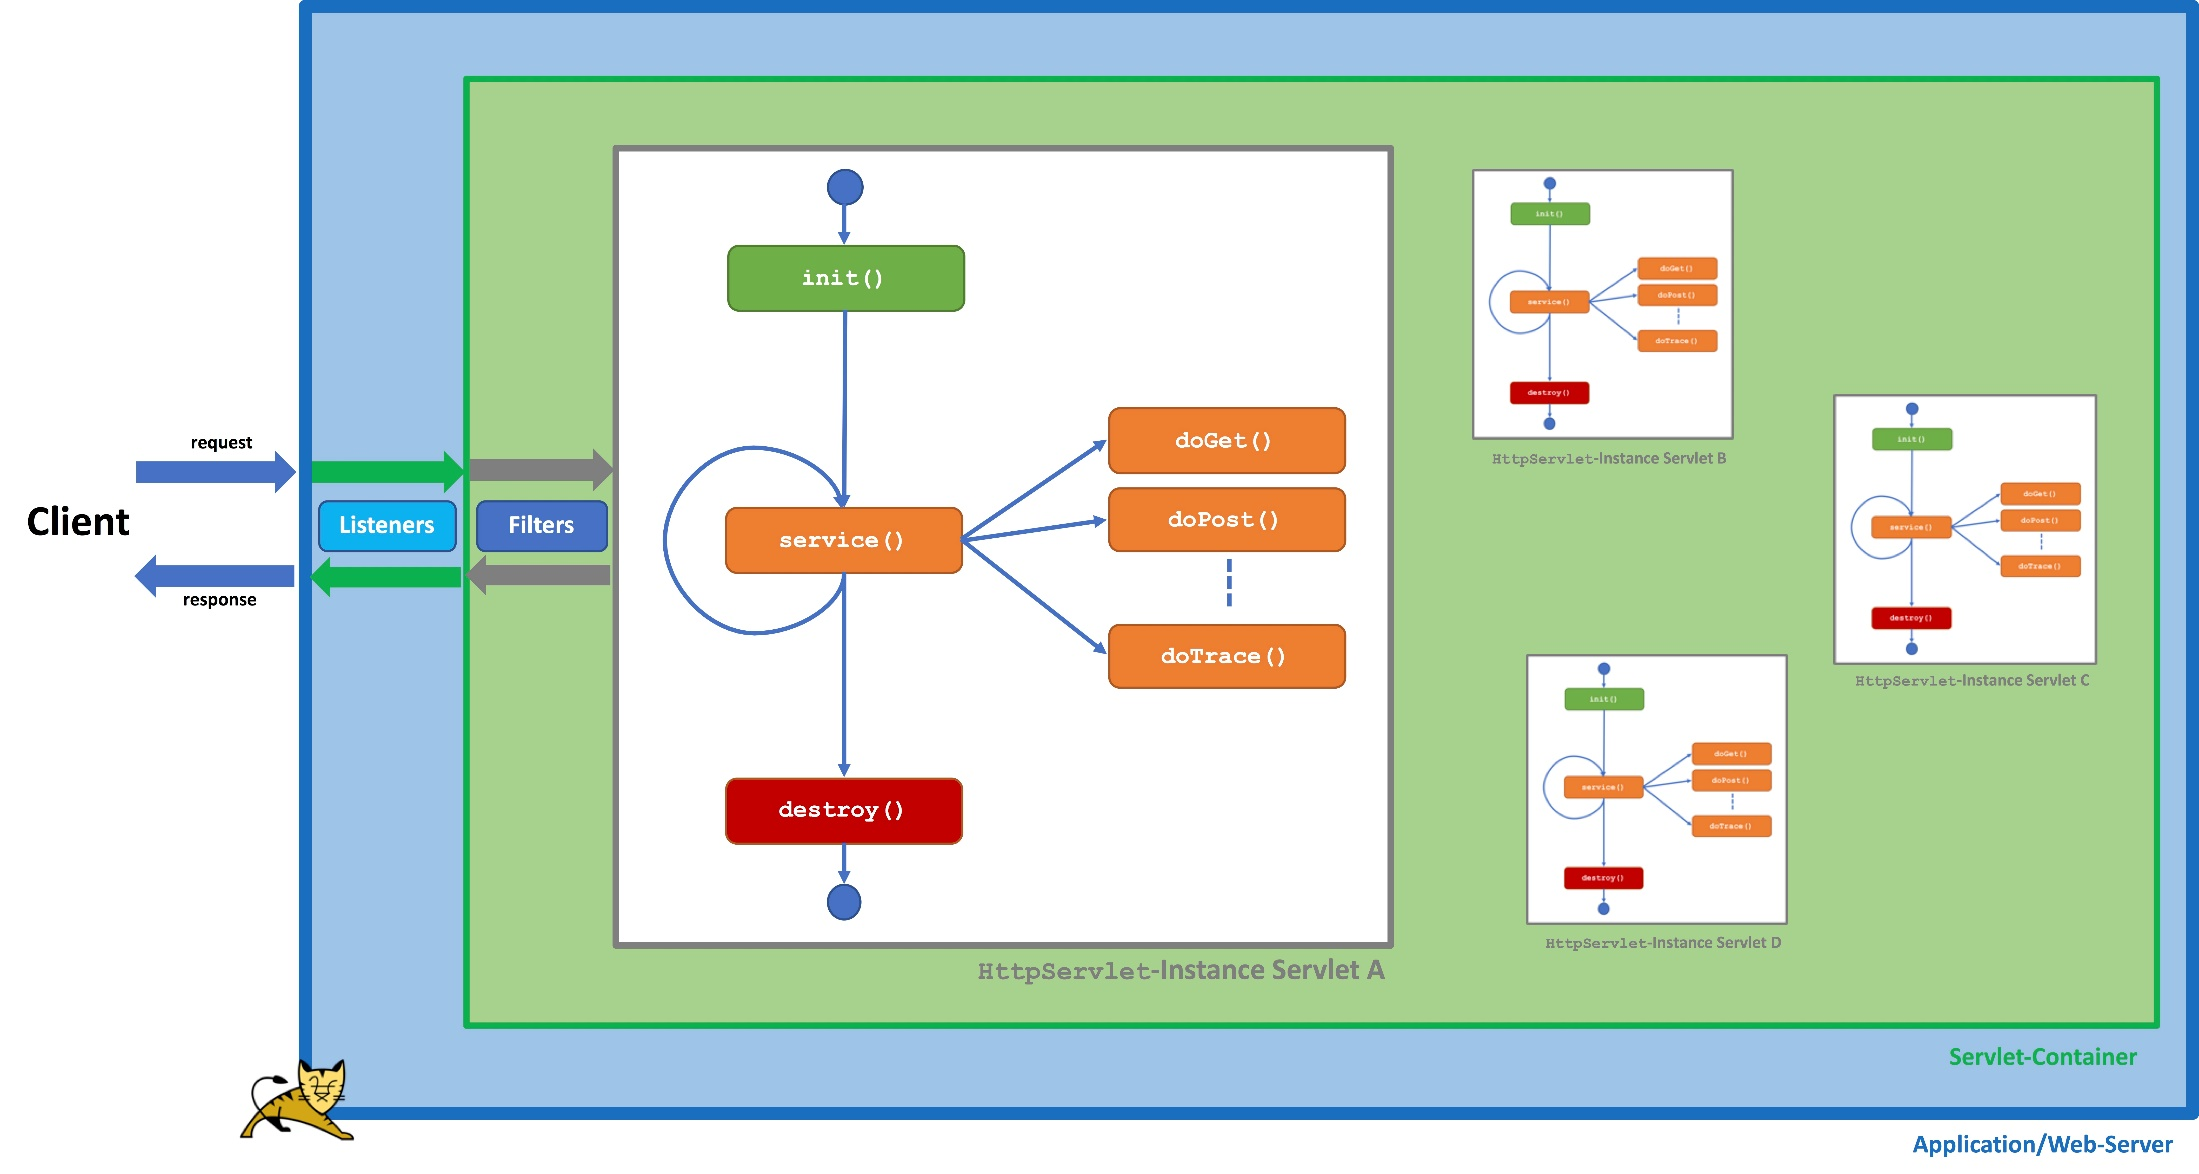 request
Client
response
Listeners
Filters
init()
service()
doGet()
doPost()
doTrace()
destroy()
HttpServlet-Instance Servlet A
init()
service()
doGet()
doPost()
doTrace()
destroy()
HttpServlet-Instance Servlet B
init()
service()
doGet()
doPost()
doTrace()
destroy()
HttpServlet-Instance Servlet C
init()
service()
doGet()
doPost()
doTrace()
destroy()
HttpServlet-Instance Servlet D
Servlet-Container
Application/Web-Server